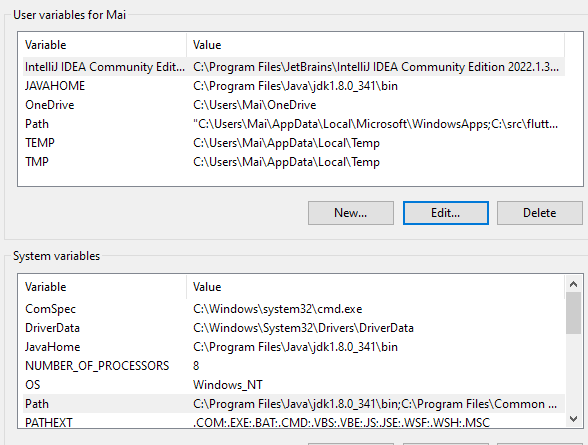 User variables for Mai
Variable Value
IntelliJ IDEA Community Edit... C:\Program Files\JetBrains\IntelliJ IDEA Community Edition 2022.1.3...
JAVAHOME C:\Program Files\Java\jdk1.8.0_341\bin
OneDrive C:\Users\Mai\OneDrive
Path "C:\Users\Mai\AppData\Local\Microsoft\WindowsApps;C:\src\flutt...
TEMP C:\Users\Mai\AppData\Local\Temp
TMP C:\Users\Mai\AppData\Local\Temp
New... Edit... Delete
System variables
Variable Value
ComSpec C:\Windows\system32\cmd.exe
DriverData C:\Windows\System32\Drivers\DriverData
JavaHome C:\Program Files\Java\jdk1.8.0_341\bin
NUMBER_OF_PROCESSORS 8
OS Windows_NT
Path C:\Program Files\Java\jdk1.8.0_341\bin;C:\Program Files\Common ...
PATHEXT .COM;.EXE;.BAT;.CMD;.VBS;.VBE;.JS;.JSE;.WSF;.WSH;.MSC